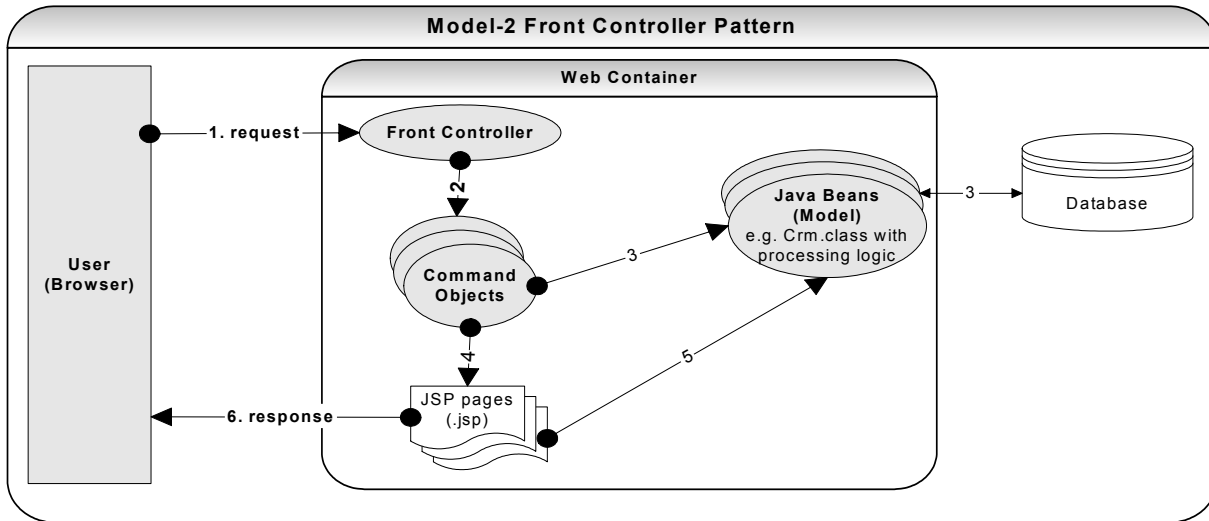 Model-2 Front Controller Pattern
Web Container
User
(Browser)
1. request
Front Controller
2
Command
Objects
3
Java Beans
(Model)
e.g. Crm.class with
processing logic
3
Database
4
5
JSP pages
(.jsp)
6. response